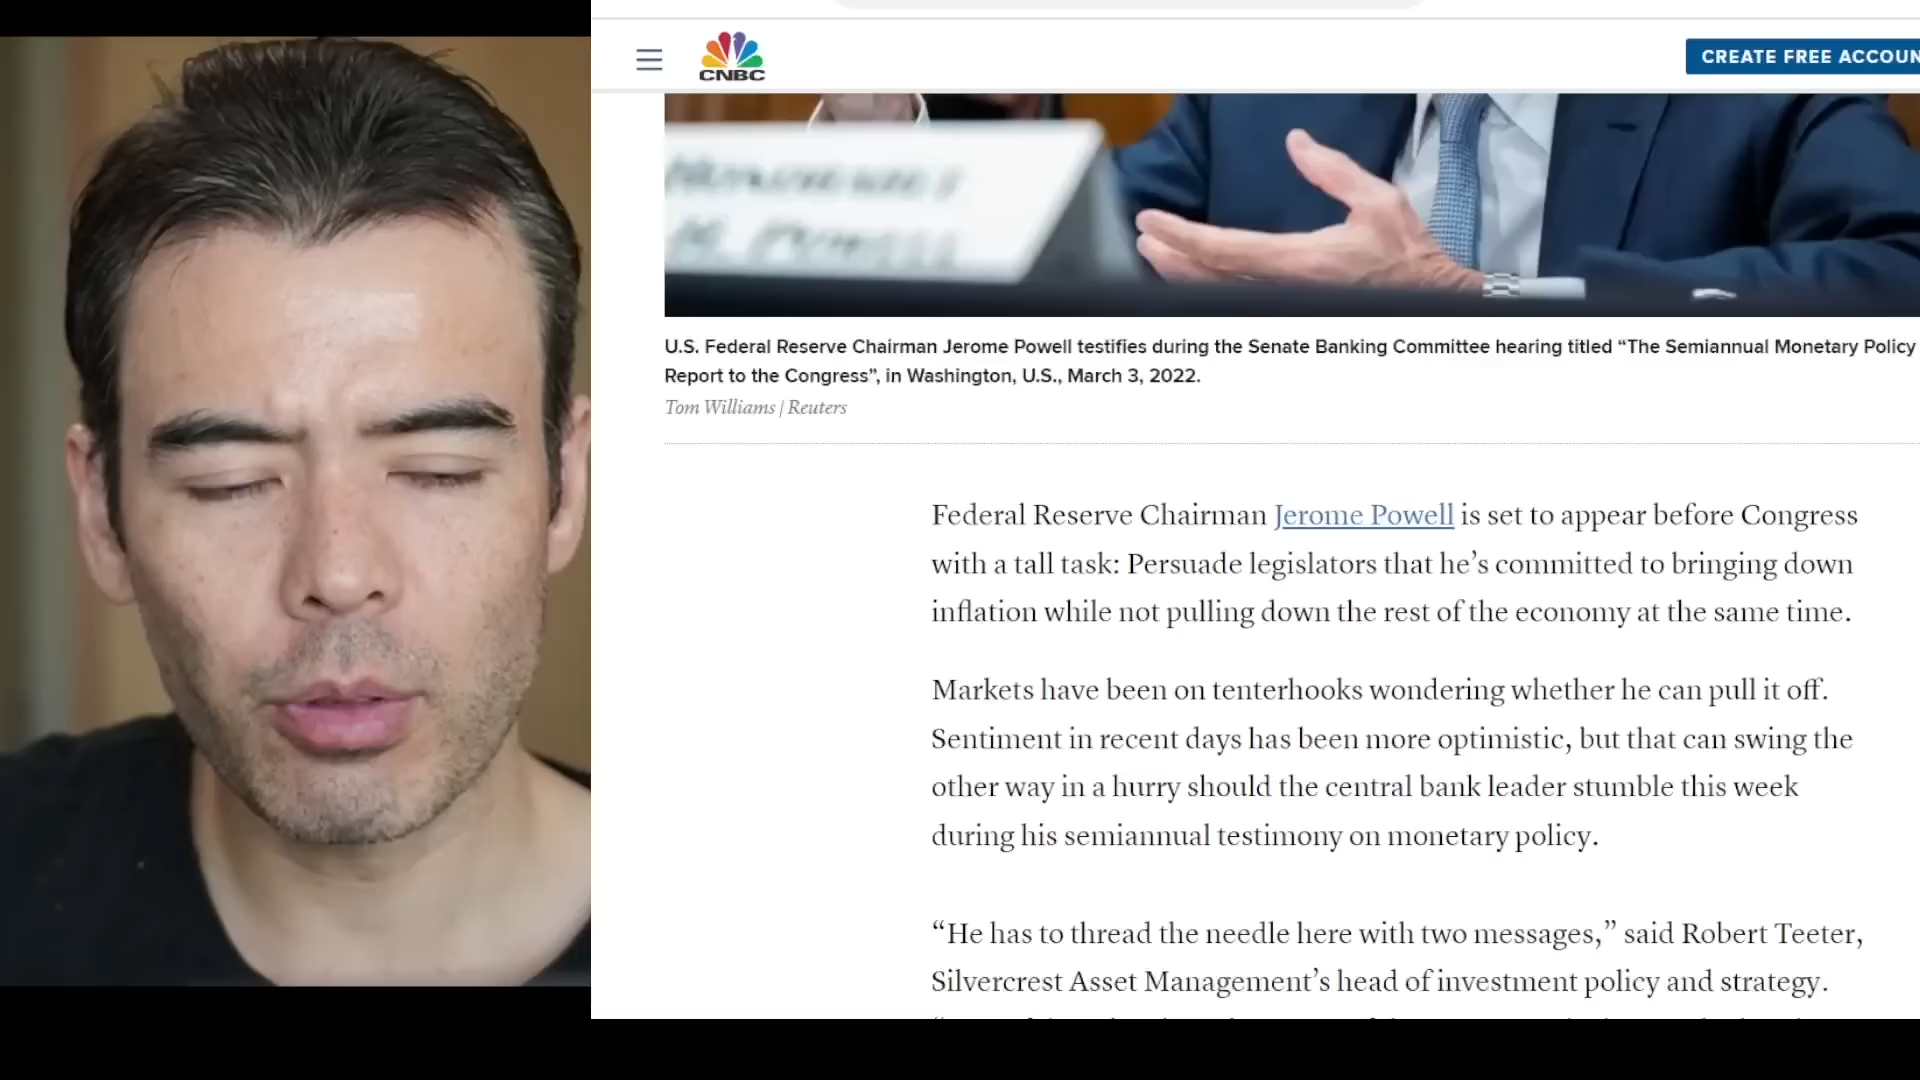 CNBC
CREATE FREE ACCOUN
U.S. Federal Reserve Chairman Jerome Powell testifies during the Senate Banking Committee hearing titled “The Semiannual Monetary Policy
Report to the Congress”, in Washington, U.S., March 3, 2022.
Tom Williams | Reuters
Federal Reserve Chairman Jerome Powell is set to appear before Congress
with a tall task: Persuade legislators that he’s committed to bringing down
inflation while not pulling down the rest of the economy at the same time.
Markets have been on tenterhooks wondering whether he can pull it off.
Sentiment in recent days has been more optimistic, but that can swing the
other way in a hurry should the central bank leader stumble this week
during his semiannual testimony on monetary policy.
“He has to thread the needle here with two messages,” said Robert Teeter,
Silvercrest Asset Management’s head of investment policy and strategy.